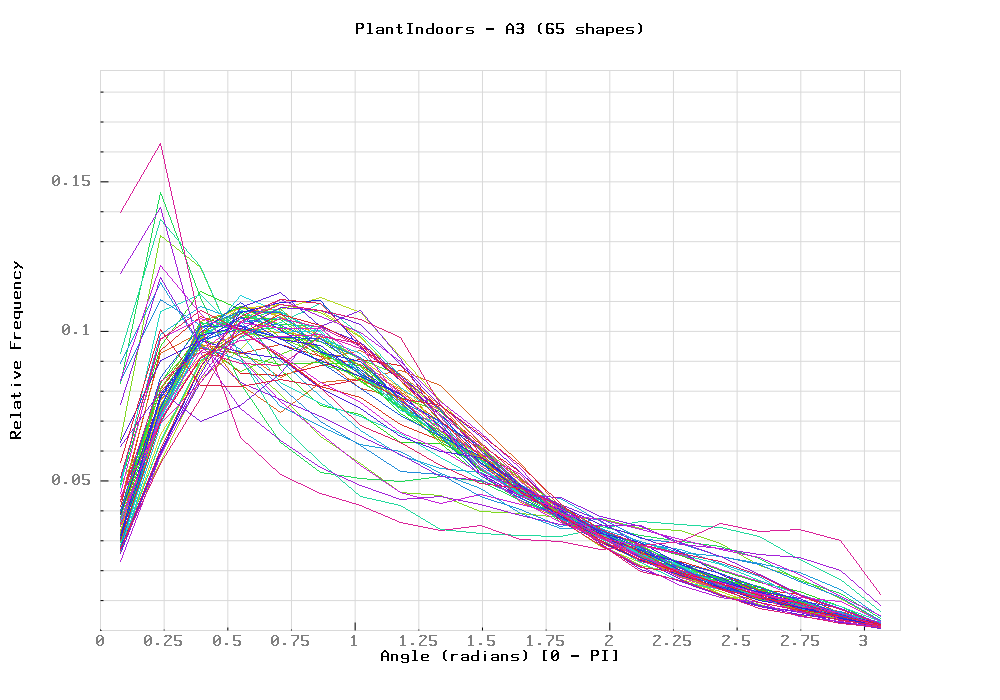 PlantIndoors - A3 (65 shapes)
0.15
0.1
0.05
Relative Frequency
0 0.25 0.5 0.75 1 1.25 1.5 1.75 2 2.25 2.5 2.75 3
Angle (radians) [0 - PI]